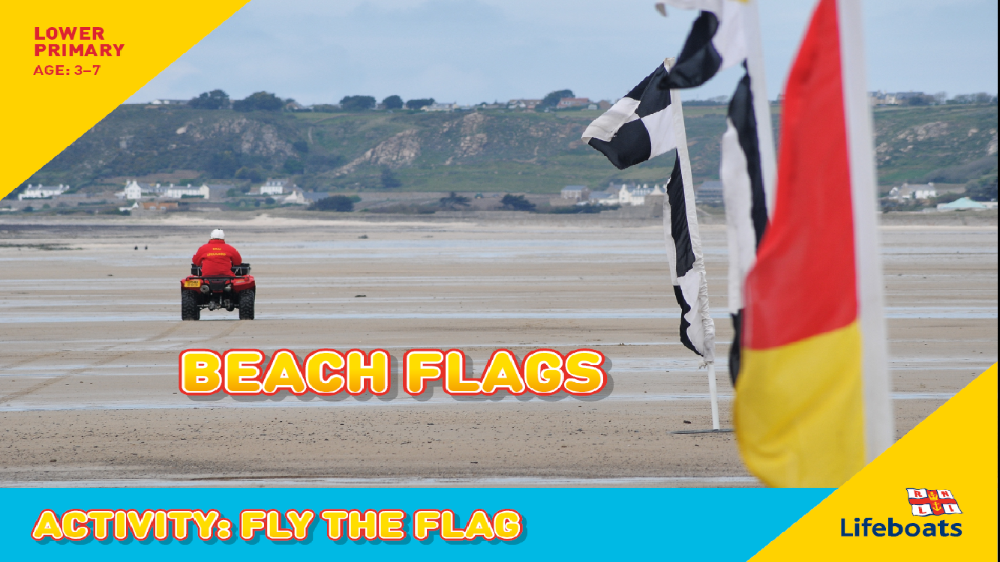 LOWER
PRIMARY
AGE: 3–7
BEACH FLAGS
ACTIVITY: FLY THE FLAG
R N
L I
Lifeboats